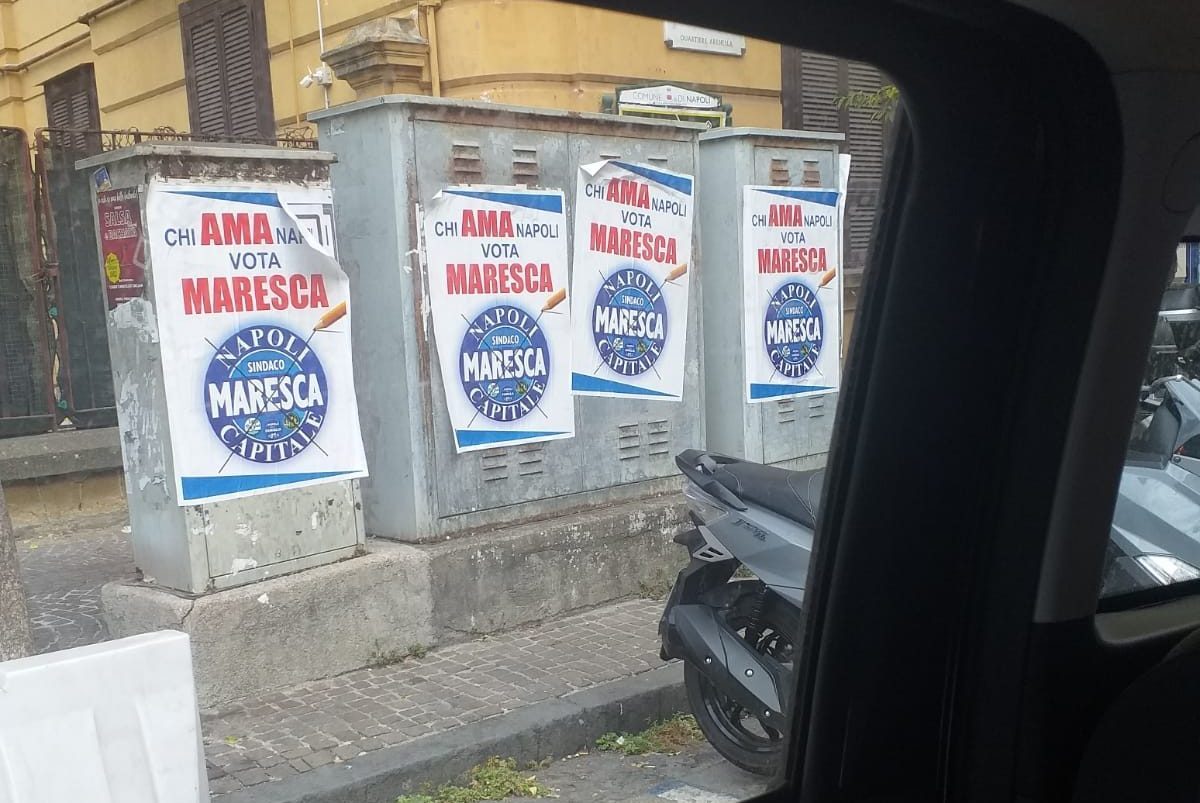 QUARTIERE ARENELLA
COMUNE DI NAPOLI
SALSA
CHI AMA NAPOLI
VOTA
MARESCA
NAPOLI
SINDACO
MARESCA
CAPITALE
CHI AMA NAPOLI
VOTA
MARESCA
NAPOLI
SINDACO
MARESCA
CAPITALE
CHI AMA NAPOLI
VOTA
MARESCA
NAPOLI
SINDACO
MARESCA
CAPITALE
CHI AMA NAPOLI
VOTA
MARESCA
NAPOLI
SINDACO
MARESCA
CAPITALE